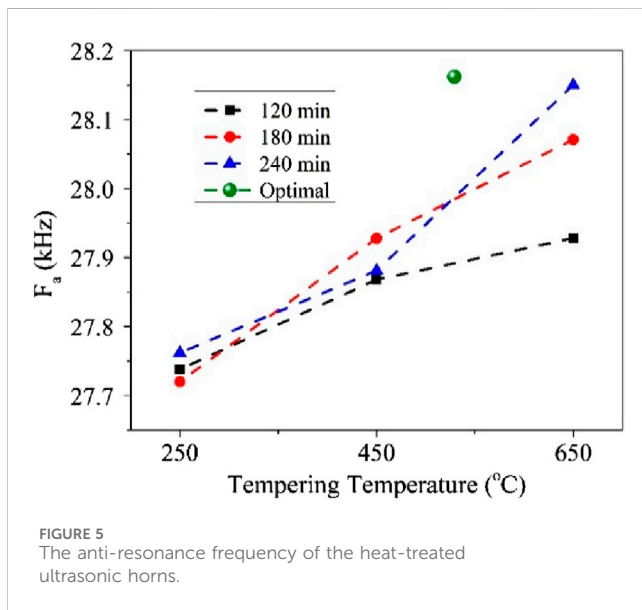 28.2
28.1
28.0
27.9
27.8
27.7
F_a (kHz)
120 min
180 min
240 min
Optimal
250
450
650
Tempering Temperature (°C)
FIGURE 5
The anti-resonance frequency of the heat-treated
ultrasonic horns.